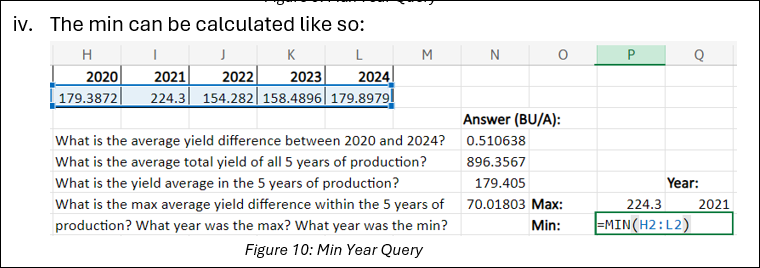 iv. The min can be calculated like so:
H I J K L M N O P Q
2020 2021 2022 2023 2024
179.3872 224.3 154.282 158.4896 179.8979
Answer (BU/A):
What is the average yield difference between 2020 and 2024? 0.510638
What is the average total yield of all 5 years of production? 896.3567
What is the yield average in the 5 years of production? 179.405 Year:
What is the max average yield difference within the 5 years of 70.01803 Max: 224.3 2021
production? What year was the max? What year was the min? Min: =MIN(H2:L2)
Figure 10: Min Year Query